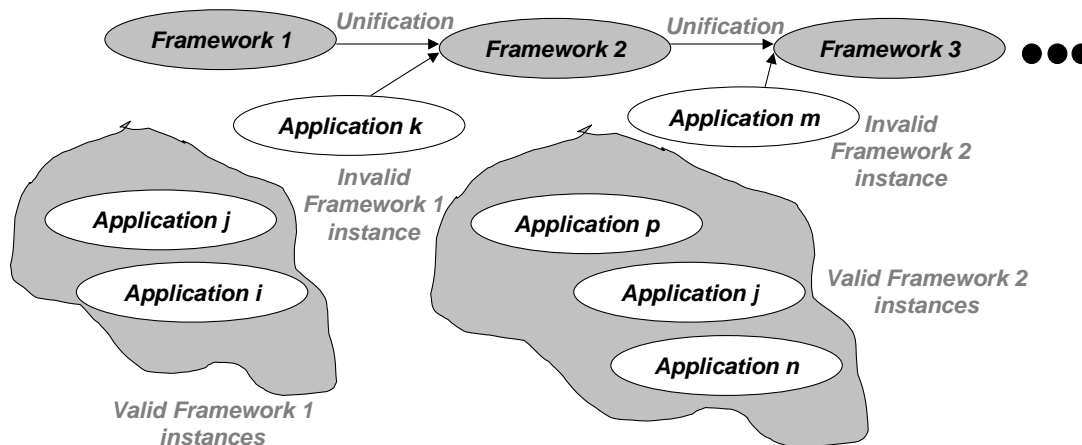 Unification
Unification
Framework 1
Framework 2
Framework 3
Application k
Application m
Invalid
Framework 2
instance
Invalid
Framework 1
instance
Application j
Application p
Application i
Application j
Valid Framework 2
instances
Application n
Valid Framework 1
instances